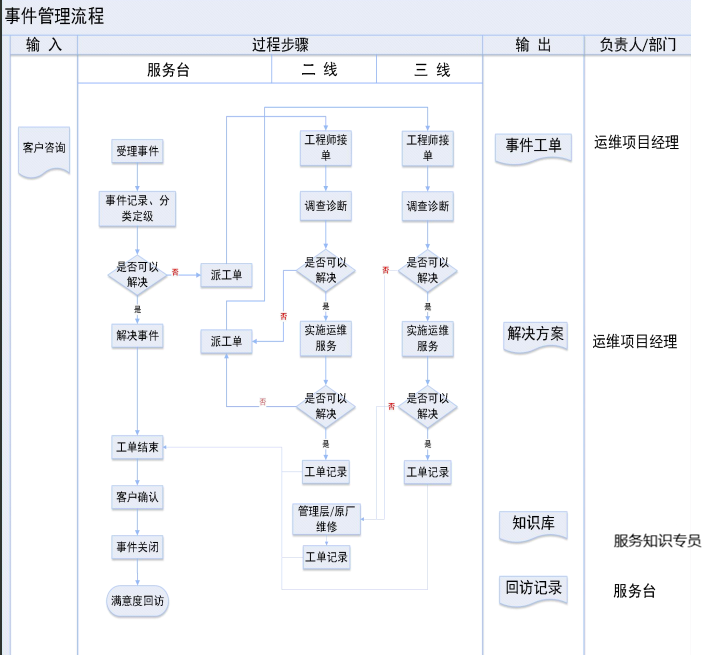 事件管理流程
输 入
过程步骤
输 出
负责人/部门
服务台
二 线
三 线
客户咨询
受理事件
事件记录、分
类定级
是否可以
解决
否
派工单
是
解决事件
派工单
工单结束
客户确认
事件关闭
满意度回访
工程师接
单
调查诊断
是否可以
解决
否
是
实施运维
服务
是否可以
解决
否
是
工单记录
管理层/原厂
维修
工单记录
工程师接
单
调查诊断
是否可以
解决
否
是
实施运维
服务
是否可以
解决
否
是
工单记录
事件工单
解决方案
知识库
回访记录
运维项目经理
运维项目经理
服务知识专员
服务台